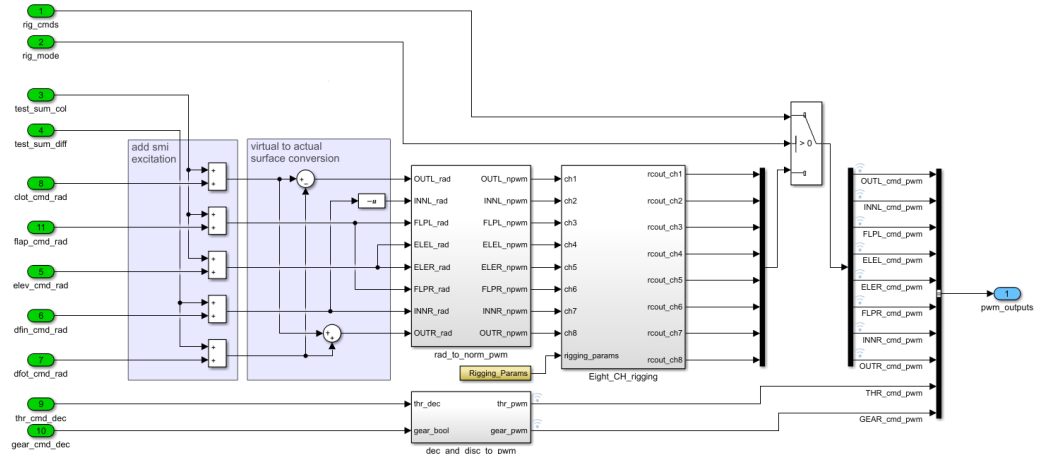 1
rig_cmds
2
rig_mode
3
test_sum_col
4
test_sum_diff
8
clot_cmd_rad
11
flap_cmd_rad
5
elev_cmd_rad
6
dfin_cmd_rad
7
dfot_cmd_rad
9
thr_cmd_dec
10
gear_cmd_dec
add smi
excitation
+
+
+
+
+
+
+
+
+
+
virtual to actual
surface conversion
+
−
-u
+
+
OUTL_rad OUTL_npwm
INNL_rad INNL_npwm
FLPL_rad FLPL_npwm
ELEL_rad ELEL_npwm
ELER_rad ELER_npwm
FLPR_rad FLPR_npwm
INNR_rad INNR_npwm
OUTR_rad OUTR_npwm
rad_to_norm_pwm
Rigging_Params
ch1 rcout_ch1
ch2 rcout_ch2
ch3 rcout_ch3
ch4 rcout_ch4
ch5 rcout_ch5
ch6 rcout_ch6
ch7 rcout_ch7
ch8 rcout_ch8
rigging_params
Eight_CH_rigging
thr_dec thr_pwm
gear_bool gear_pwm
dec_and_disc_to_pwm
> 0
OUTL_cmd_pwm
INNL_cmd_pwm
FLPL_cmd_pwm
ELEL_cmd_pwm
ELER_cmd_pwm
FLPR_cmd_pwm
INNR_cmd_pwm
OUTR_cmd_pwm
THR_cmd_pwm
GEAR_cmd_pwm
1
pwm_outputs